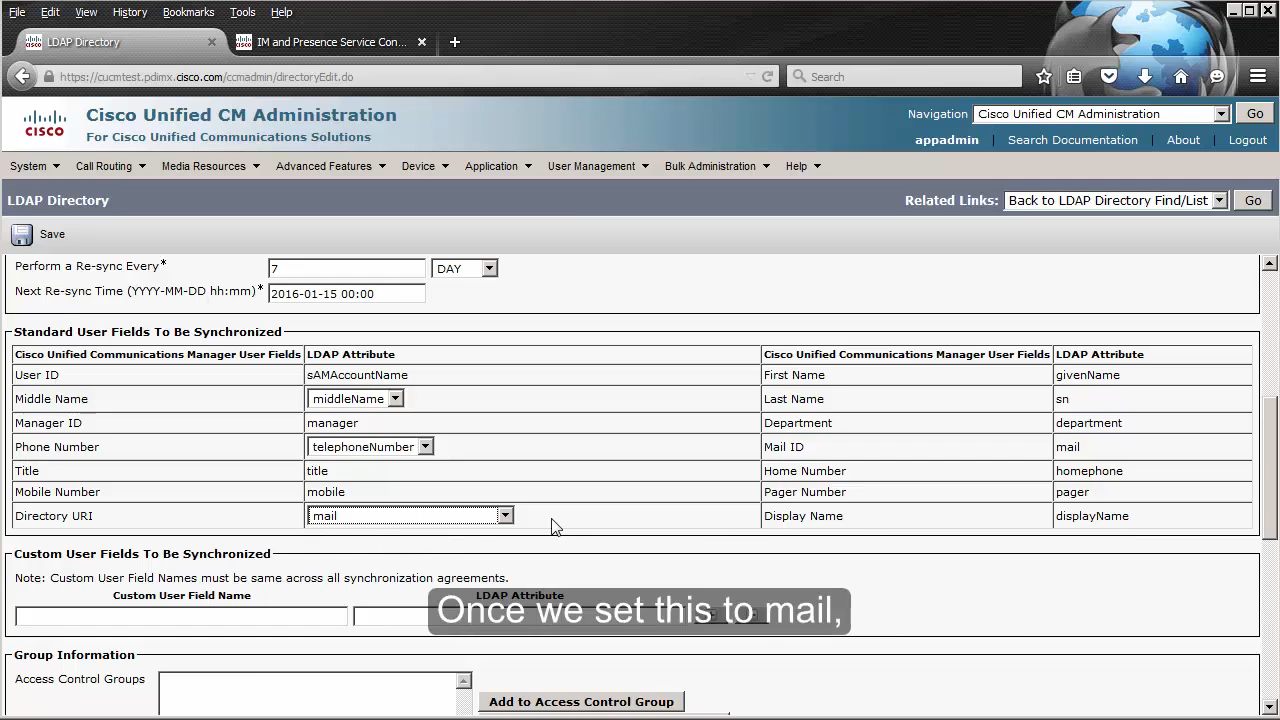 File Edit View History Bookmarks Tools Help
LDAP Directory × IM and Presence Service Con... × +
https://cucmtest.pdimx.cisco.com/ccmadmin/directoryEdit.do Search
CISCO Cisco Unified CM Administration Navigation Cisco Unified CM Administration Go
For Cisco Unified Communications Solutions appadmin Search Documentation About Logout
System Call Routing Media Resources Advanced Features Device Application User Management Bulk Administration Help
LDAP Directory Related Links: Back to LDAP Directory Find/List Go
Save
Perform a Re-sync Every* 7 DAY
Next Re-sync Time (YYYY-MM-DD hh:mm)* 2016-01-15 00:00
Standard User Fields To Be Synchronized
Cisco Unified Communications Manager User Fields LDAP Attribute Cisco Unified Communications Manager User Fields LDAP Attribute
User ID sAMAccountName First Name givenName
Middle Name middleName Last Name sn
Manager ID manager Department department
Phone Number telephoneNumber Mail ID mail
Title title Home Number homephone
Mobile Number mobile Pager Number pager
Directory URI mail Display Name displayName
Custom User Fields To Be Synchronized
Note: Custom User Field Names must be same across all synchronization agreements.
Custom User Field Name LDAP Attribute
Once we set this to mail,
Group Information
Access Control Groups
Add to Access Control Group